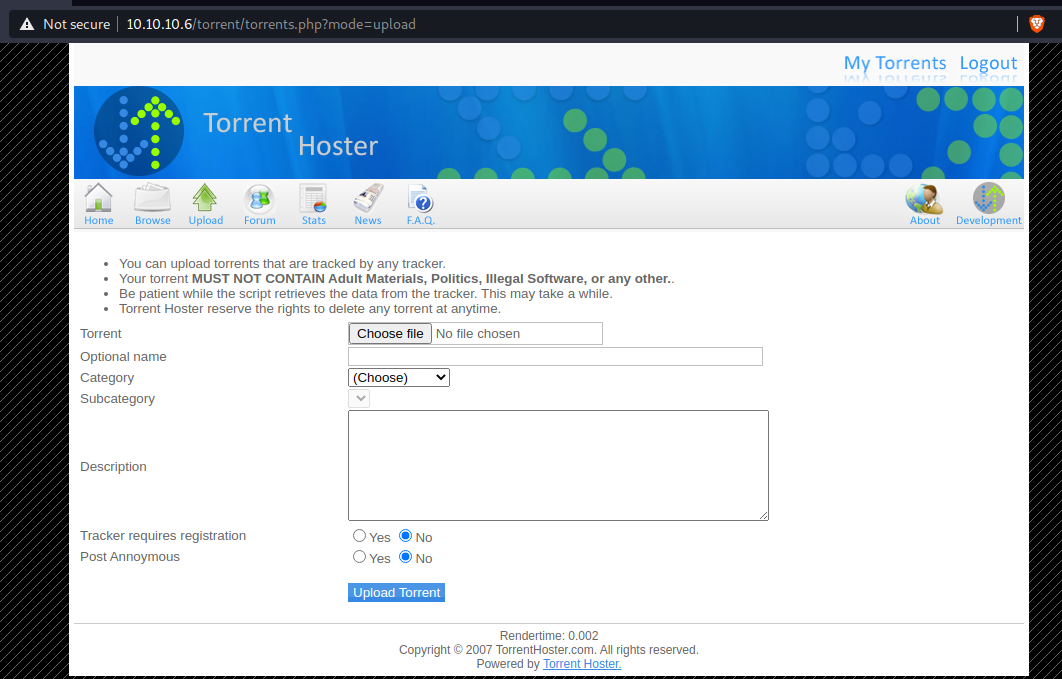 Not secure 10.10.10.6/torrent/torrents.php?mode=upload
My Torrents Logout
Torrent
Hoster
Home Browse Upload Forum Stats News F.A.Q. About Development
You can upload torrents that are tracked by any tracker.
Your torrent MUST NOT CONTAIN Adult Materials, Politics, Illegal Software, or any other..
Be patient while the script retrieves the data from the tracker. This may take a while.
Torrent Hoster reserve the rights to delete any torrent at anytime.
Torrent Choose file No file chosen
Optional name
Category (Choose)
Subcategory
Description
Tracker requires registration Yes No
Post Annoymous Yes No
Upload Torrent
Rendertime: 0.002
Copyright © 2007 TorrentHoster.com. All rights reserved.
Powered by Torrent Hoster.